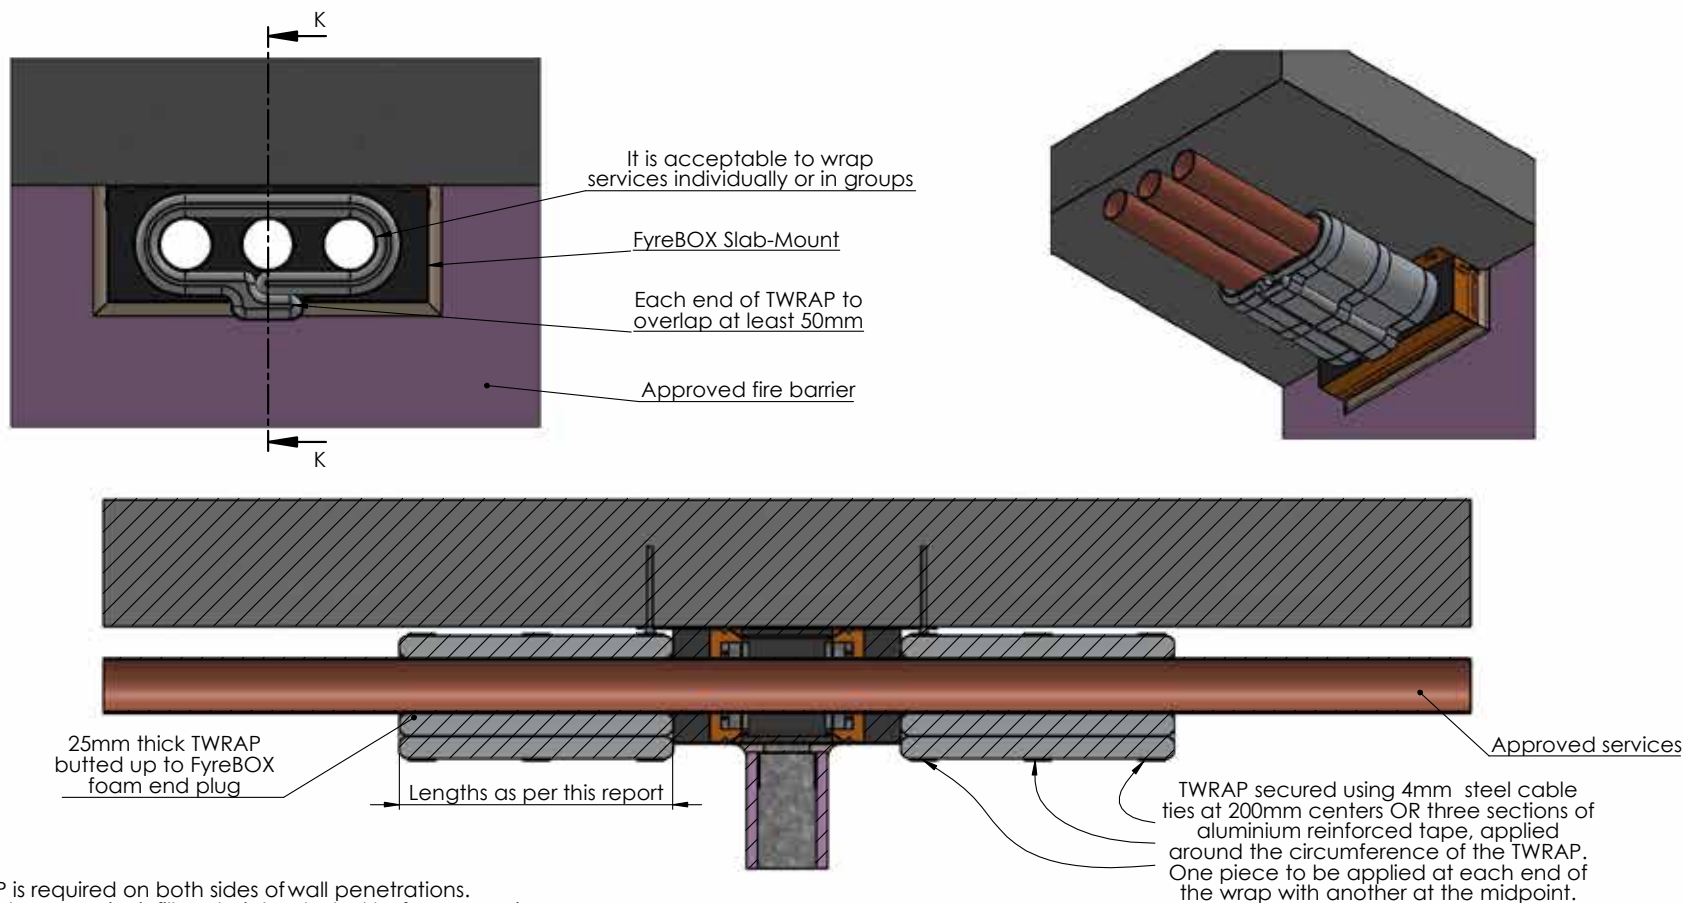 K
It is acceptable to wrap
services individually or in groups
FyreBOX Slab-Mount
Each end of TWRAP to
overlap at least 50mm
Approved fire barrier
K
25mm thick TWRAP
butted up to FyreBOX
foam end plug
Lengths as per this report
Approved services
TWRAP secured using 4mm steel cable
ties at 200mm centers OR three sections of
aluminium reinforced tape, applied
around the circumference of the TWRAP.
One piece to be applied at each end of
the wrap with another at the midpoint.
is required on both sides of wall penetrations.